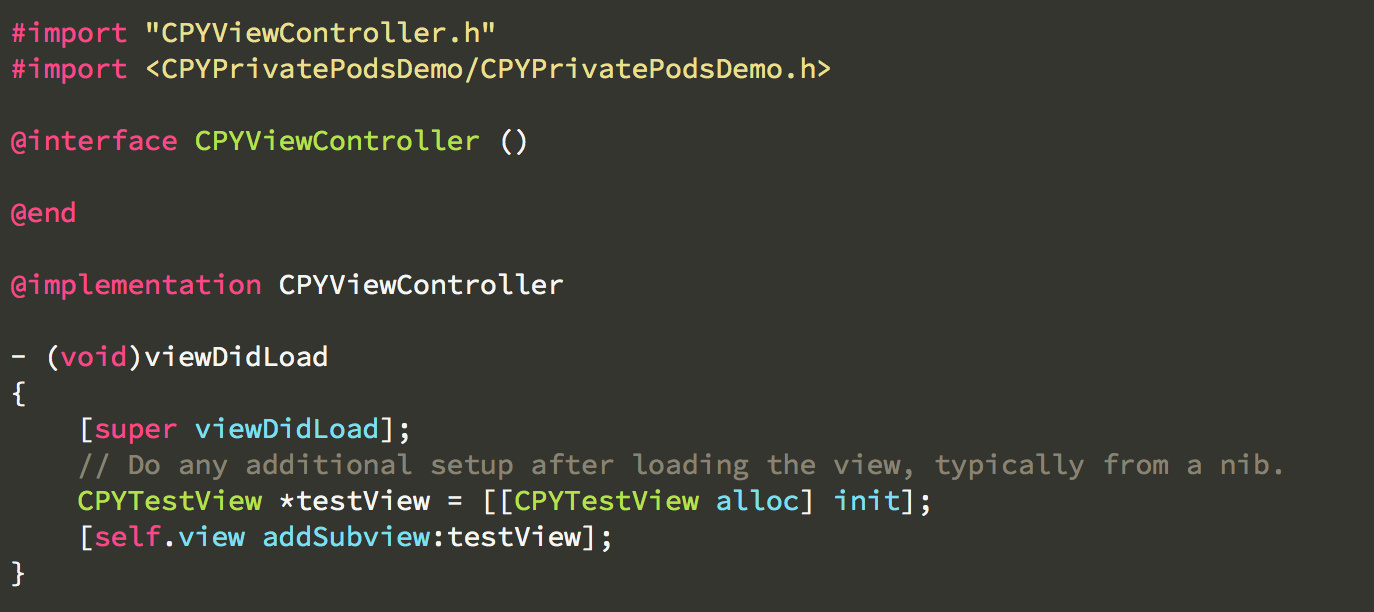 #import "CPYViewController.h"
#import <CPYPrivatePodsDemo/CPYPrivatePodsDemo.h>
@interface CPYViewController ()
@end
@implementation CPYViewController
- (void)viewDidLoad
{
    [super viewDidLoad];
    // Do any additional setup after loading the view, typically from a nib.
    CPYTestView *testView = [[CPYTestView alloc] init];
    [self.view addSubview:testView];
}